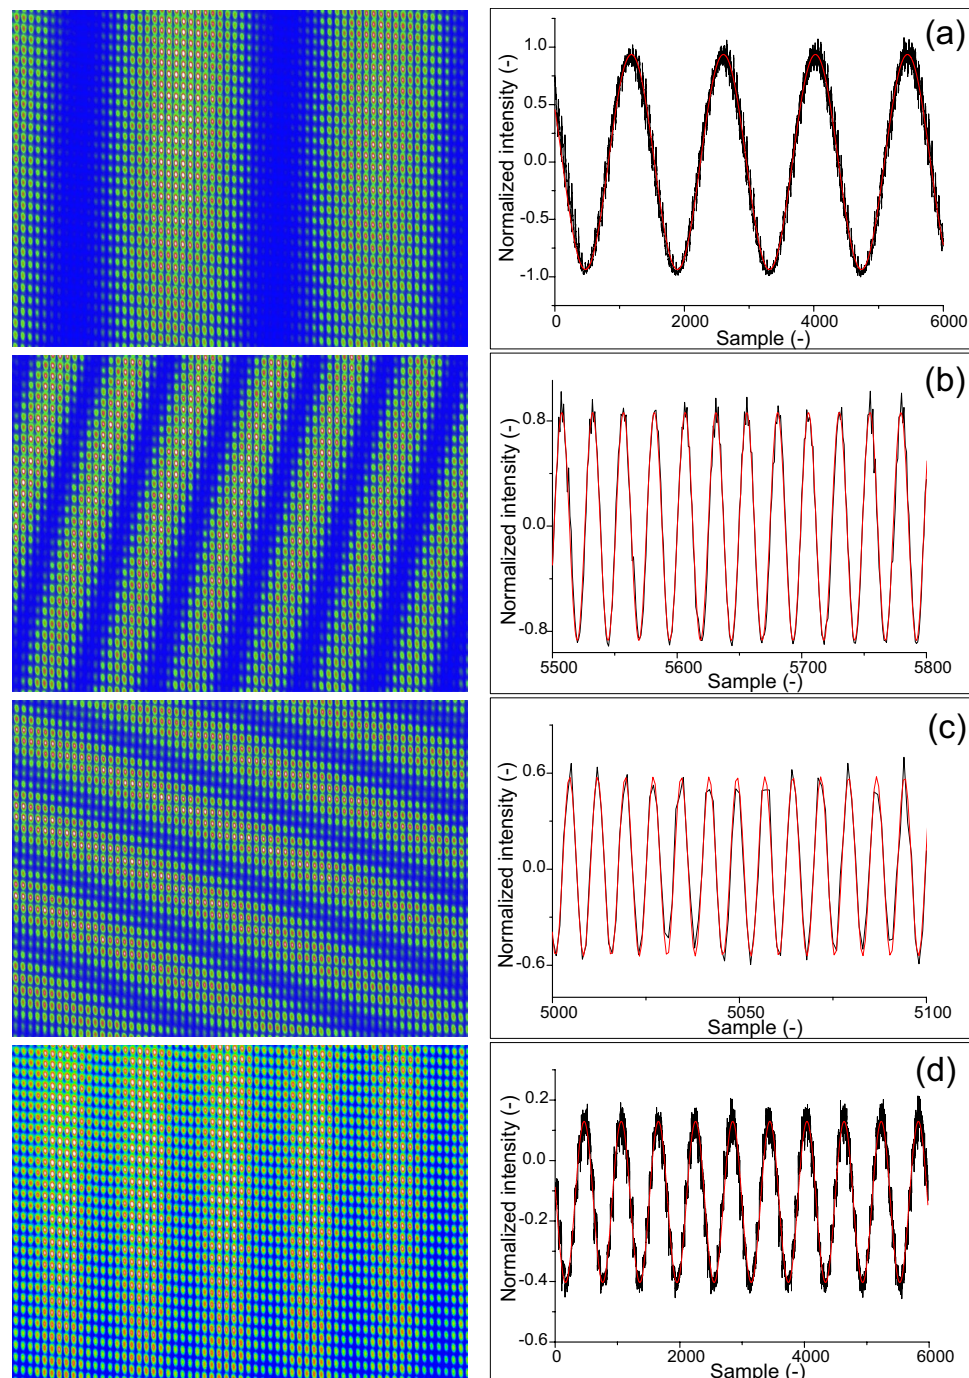 (a)
Normalized intensity (-)
1.0
0.5
0.0
-0.5
-1.0
0 2000 4000 6000
Sample (-)
(b)
Normalized intensity (-)
0.8
0.0
-0.8
5500 5600 5700 5800
Sample (-)
(c)
Normalized intensity (-)
0.6
0.0
-0.6
5000 5050 5100
Sample (-)
(d)
Normalized intensity (-)
0.2
0.0
-0.2
-0.4
-0.6
0 2000 4000 6000
Sample (-)